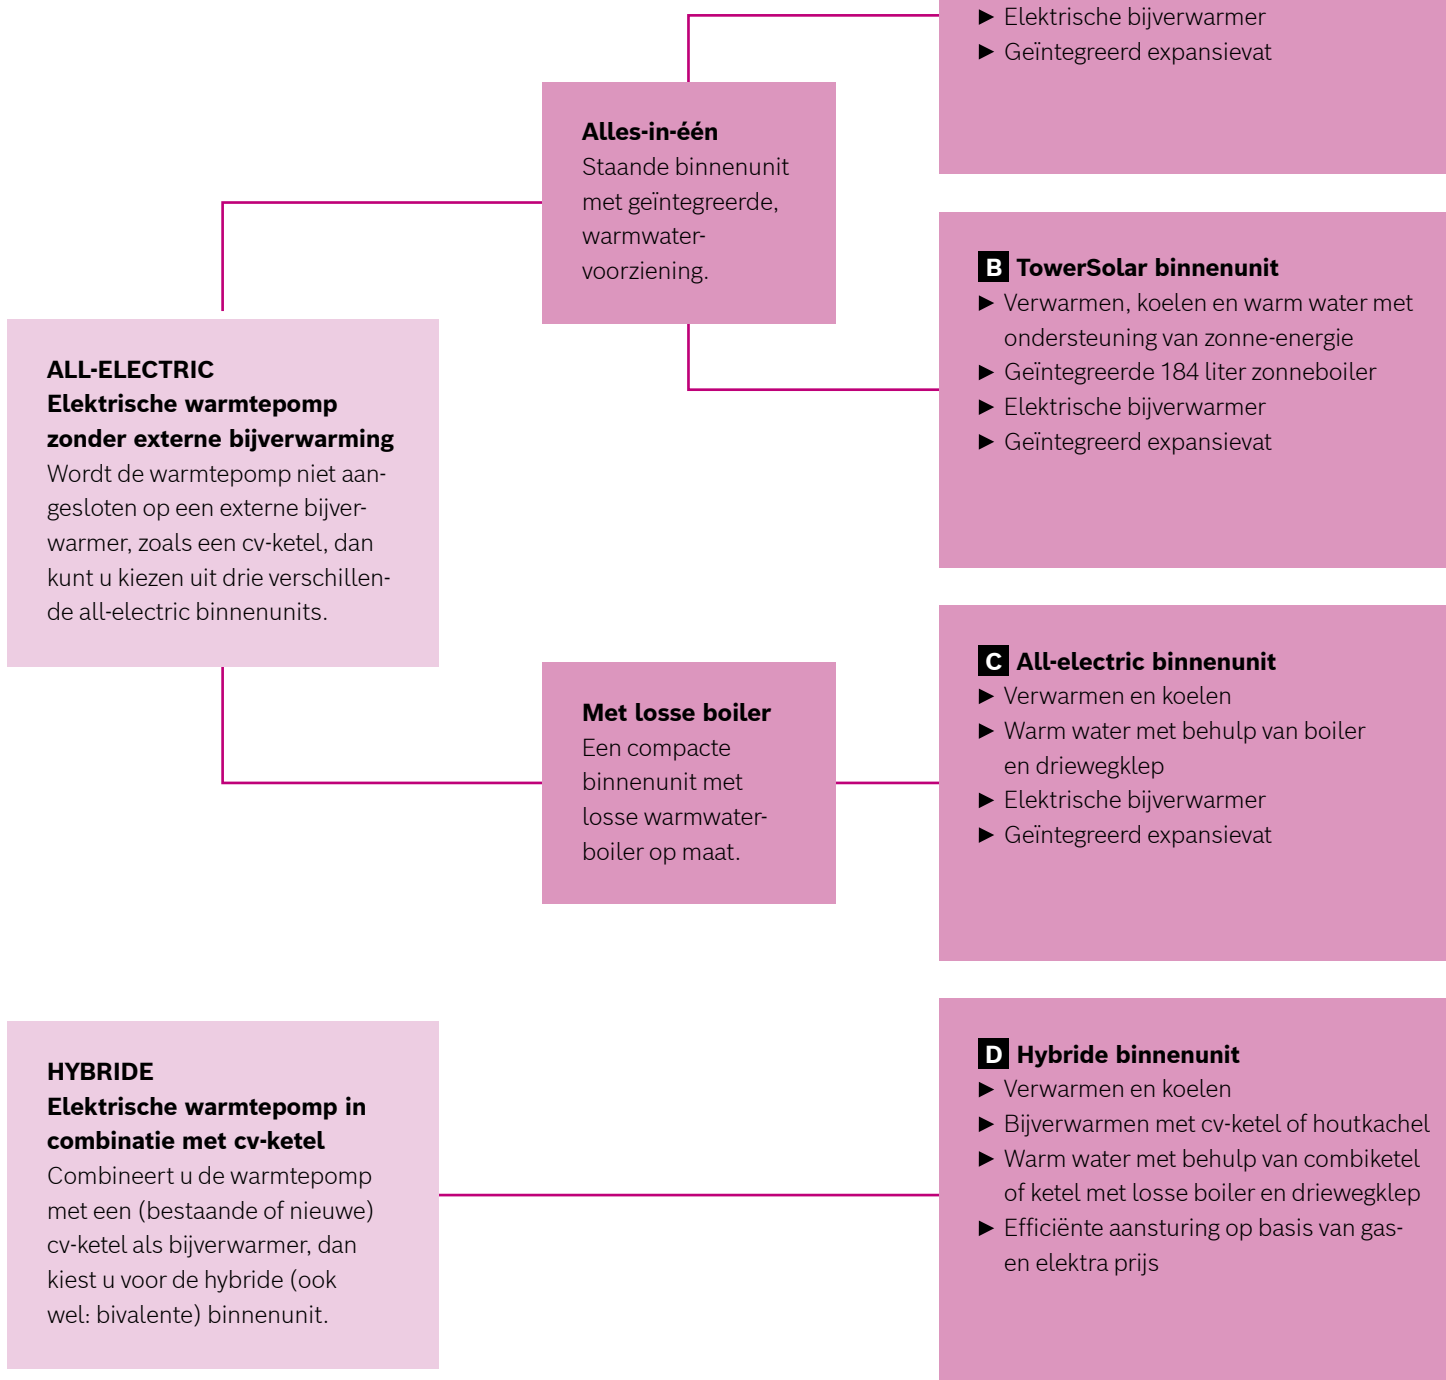 ► Elektrische bijverwarmer
► Geïntegreerd expansievat
Alles-in-één
Staande binnenunit
met geïntegreerde,
warmwater-
voorziening.
B TowerSolar binnenunit
► Verwarmen, koelen en warm water met
ondersteuning van zonne-energie
► Geïntegreerde 184 liter zonneboiler
► Elektrische bijverwarmer
► Geïntegreerd expansievat
ALL-ELECTRIC
Elektrische warmtepomp
zonder externe bijverwarming
Wordt de warmtepomp niet aan-
gesloten op een externe bijver-
warmer, zoals een cv-ketel, dan
kunt u kiezen uit drie verschillen-
de all-electric binnenunits.
Met losse boiler
Een compacte
binnenunit met
losse warmwater-
boiler op maat.
C All-electric binnenunit
► Verwarmen en koelen
► Warm water met behulp van boiler
en driewegklep
► Elektrische bijverwarmer
► Geïntegreerd expansievat
HYBRIDE
Elektrische warmtepomp in
combinatie met cv-ketel
Combineert u de warmtepomp
met een (bestaande of nieuwe)
cv-ketel als bijverwarmer, dan
kiest u voor de hybride (ook
wel: bivalente) binnenunit.
D Hybride binnenunit
► Verwarmen en koelen
► Bijverwarmen met cv-ketel of houtkachel
► Warm water met behulp van combiketel
of ketel met losse boiler en driewegklep
► Efficiënte aansturing op basis van gas-
en elektra prijs